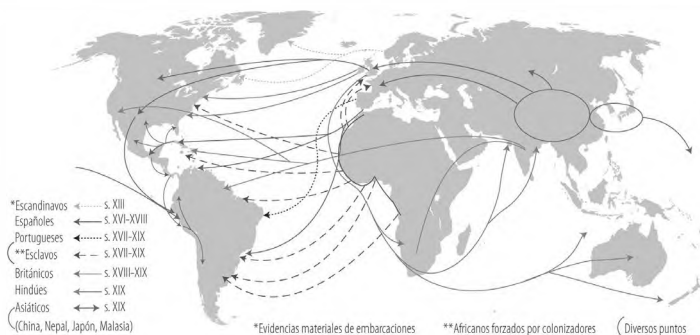 *Escandinavos s. XIII
Españoles s. XVI-XVIII
Portugueses s. XVII-XIX
**Esclavos s. XVII-XIX
Británicos s. XVIII-XIX
Hindúes s. XIX
Asiáticos s. XIX
(China, Nepal, Japón, Malasia)
*Evidencias materiales de embarcaciones
**Africanos forzados por colonizadores
Diversos puntos